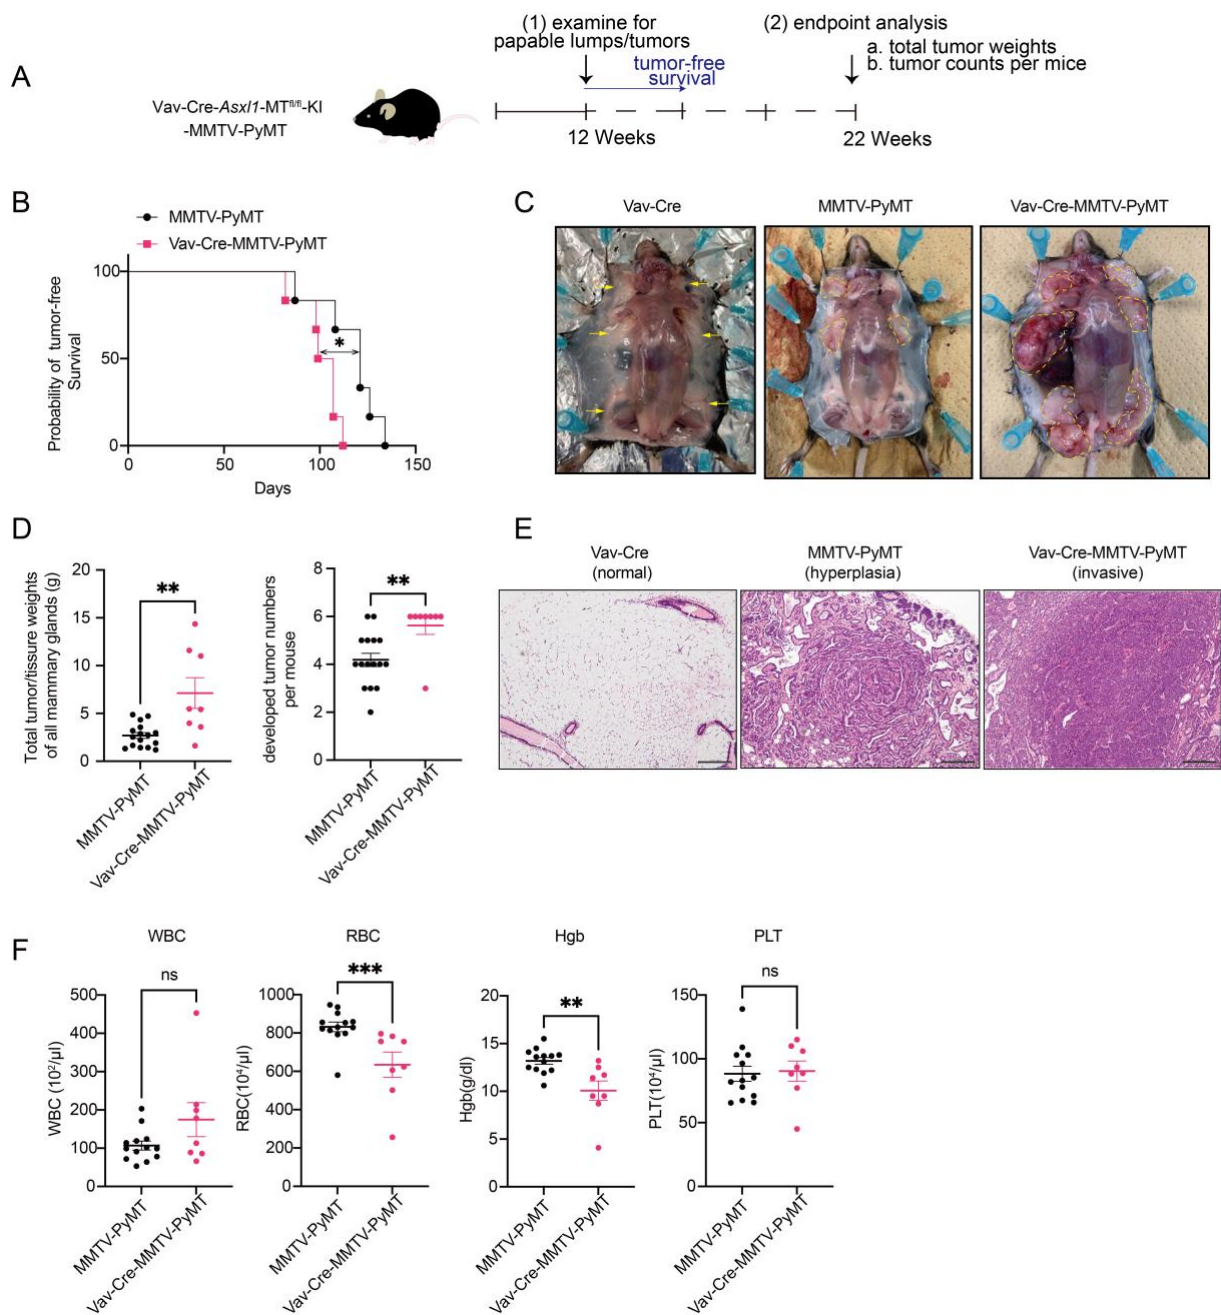 A
(1) examine for
papable lumps/tumors
tumor-free
survival
(2) endpoint analysis
a. total tumor weights
b. tumor counts per mice
Vav-Cre-Asxl1-MTfl/fl-KI
-MMTV-PyMT
12 Weeks
22 Weeks
B
MMTV-PyMT
Vav-Cre-MMTV-PyMT
Probability of tumor-free
Survival
100
50
0
*
0
50
100
150
Days
C
Vav-Cre
MMTV-PyMT
Vav-Cre-MMTV-PyMT
D
Total tumor/tissue weights
of all mammary glands (g)
20
15
10
5
0
**
MMTV-PyMT
Vav-Cre-MMTV-PyMT
developed tumor numbers
per mouse
8
6
4
2
0
**
MMTV-PyMT
Vav-Cre-MMTV-PyMT
E
Vav-Cre
(normal)
MMTV-PyMT
(hyperplasia)
Vav-Cre-MMTV-PyMT
(invasive)
F
WBC
ns
WBC (10²/µl)
500
400
300
200
100
0
MMTV-PyMT
Vav-Cre-MMTV-PyMT
RBC
***
RBC(10⁴/µl)
1000
800
600
400
200
0
MMTV-PyMT
Vav-Cre-MMTV-PyMT
Hgb
**
Hgb(g/dl)
20
15
10
5
0
MMTV-PyMT
Vav-Cre-MMTV-PyMT
PLT
ns
PLT(10⁴/µl)
150
100
50
0
MMTV-PyMT
Vav-Cre-MMTV-PyMT